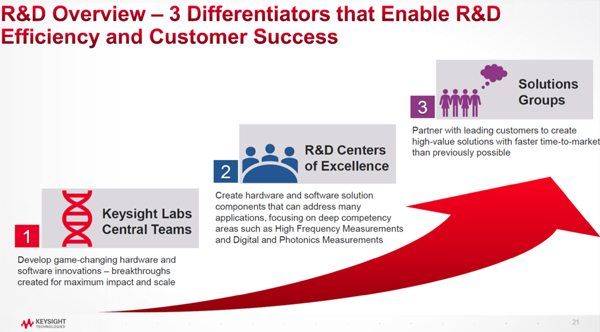 R&D Overview – 3 Differentiators that Enable R&D
Efficiency and Customer Success
3
Solutions
Groups
Partner with leading customers to create
high-value solutions with faster time-to-market
than previously possible
2
R&D Centers
of Excellence
Create hardware and software solution
components that can address many
applications, focusing on deep competency
areas such as High Frequency Measurements
and Digital and Photonics Measurements
1
Keysight Labs
Central Teams
Develop game-changing hardware and
software innovations – breakthroughs
created for maximum impact and scale
KEYSIGHT
TECHNOLOGIES
21